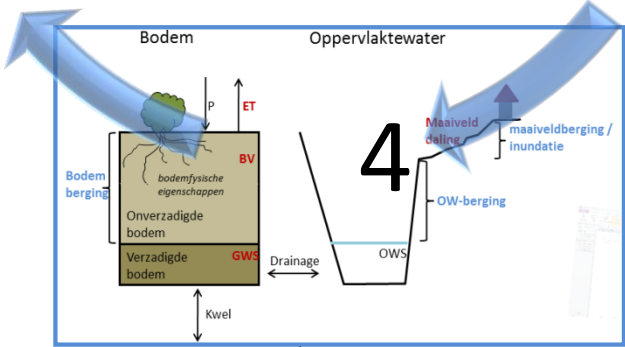 Bodem
Oppervlaktewater
P
ET
BV
bodemfysische
eigenschappen
Bodem
berging
Onverzadigde
bodem
Verzadigde
bodem
GWS
Drainage
Kwel
4
Maaiveld
daling
maaiveldberging /
inundatie
OW-berging
OWS